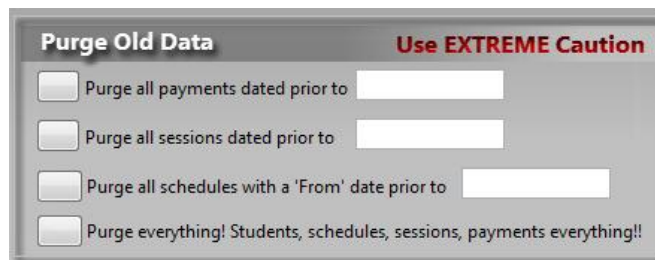 Purge Old Data Use EXTREME Caution
Purge all payments dated prior to
Purge all sessions dated prior to
Purge all schedules with a 'From' date prior to
Purge everything! Students, schedules, sessions, payments everything!!